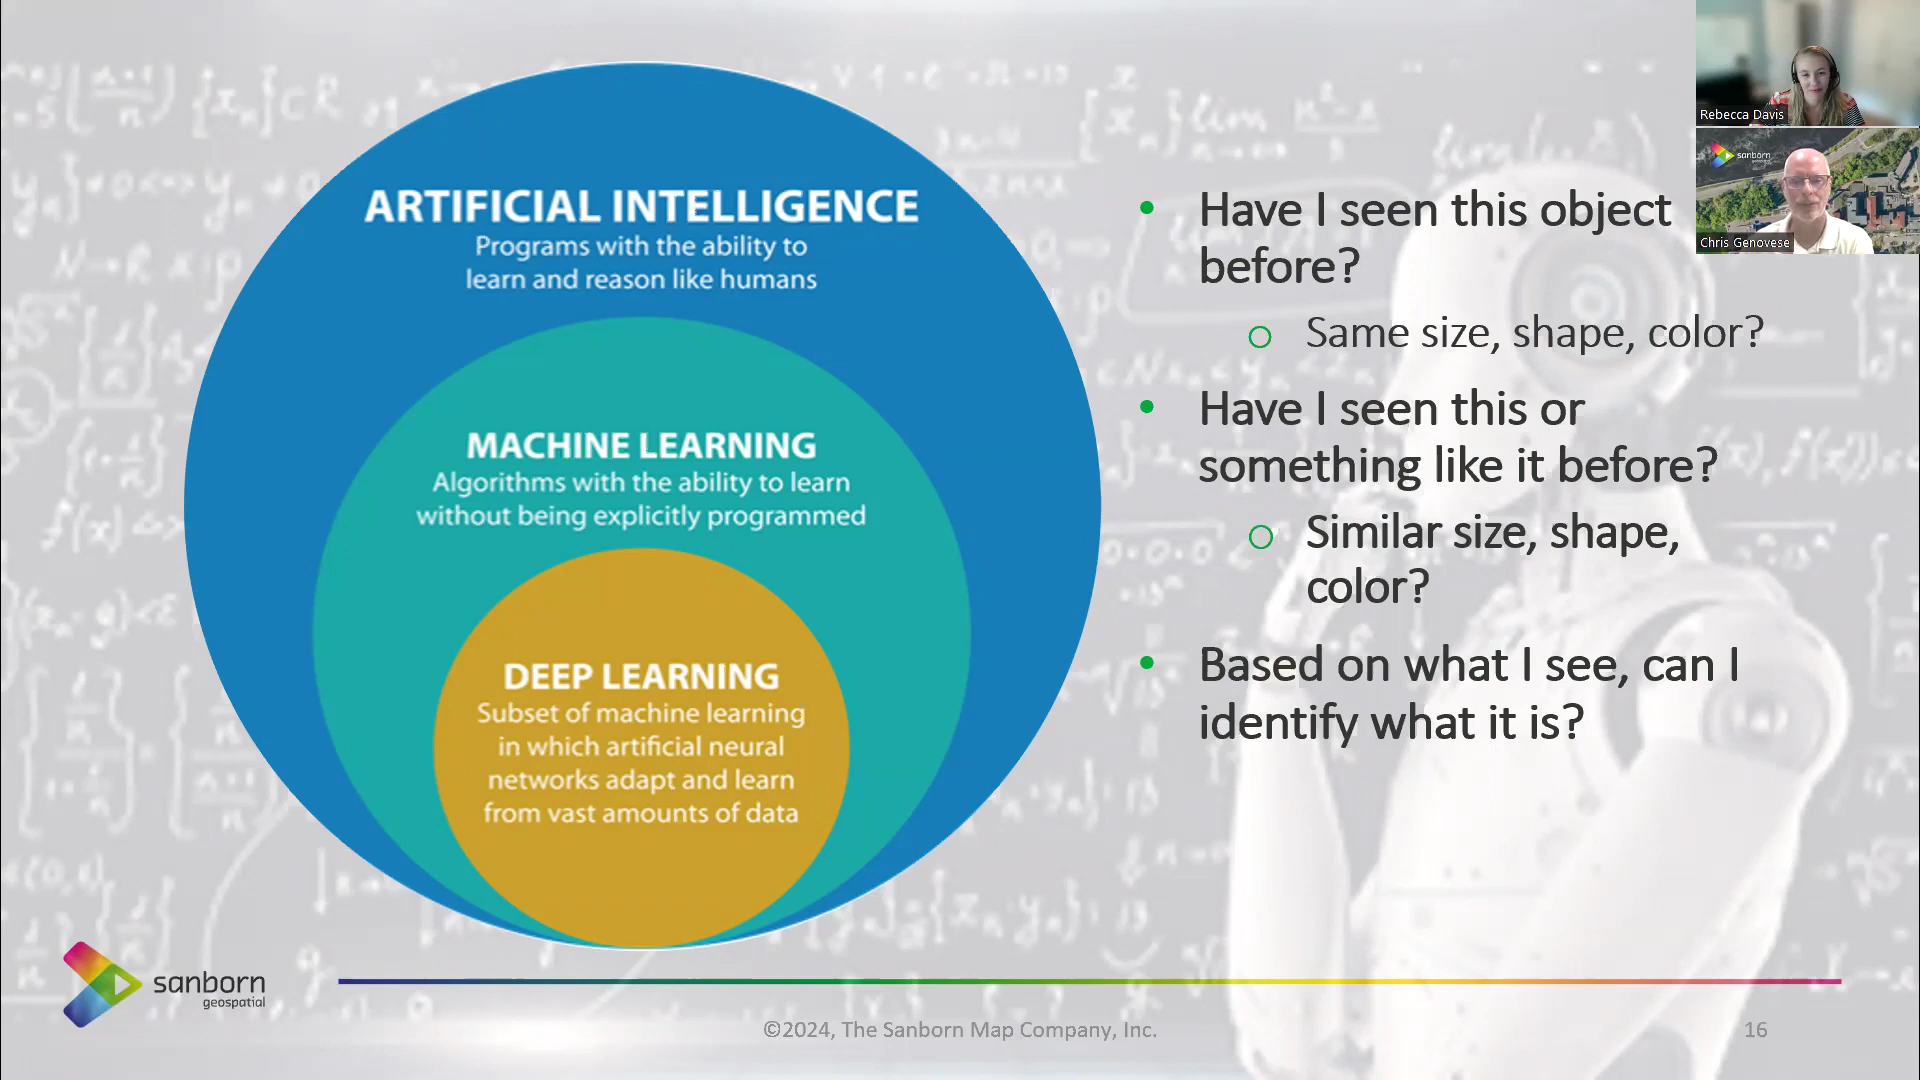 ARTIFICIAL INTELLIGENCE
Programs with the ability to
learn and reason like humans
MACHINE LEARNING
Algorithms with the ability to learn
without being explicitly programmed
DEEP LEARNING
Subset of machine learning
in which artificial neural
networks adapt and learn
from vast amounts of data
• Have I seen this object
before?
o Same size, shape, color?
• Have I seen this or
something like it before?
o Similar size, shape,
color?
• Based on what I see, can I
identify what it is?
Rebecca Davis
sanborn
Chris Genovese
sanborn
geospatial
©2024, The Sanborn Map Company, Inc.
16